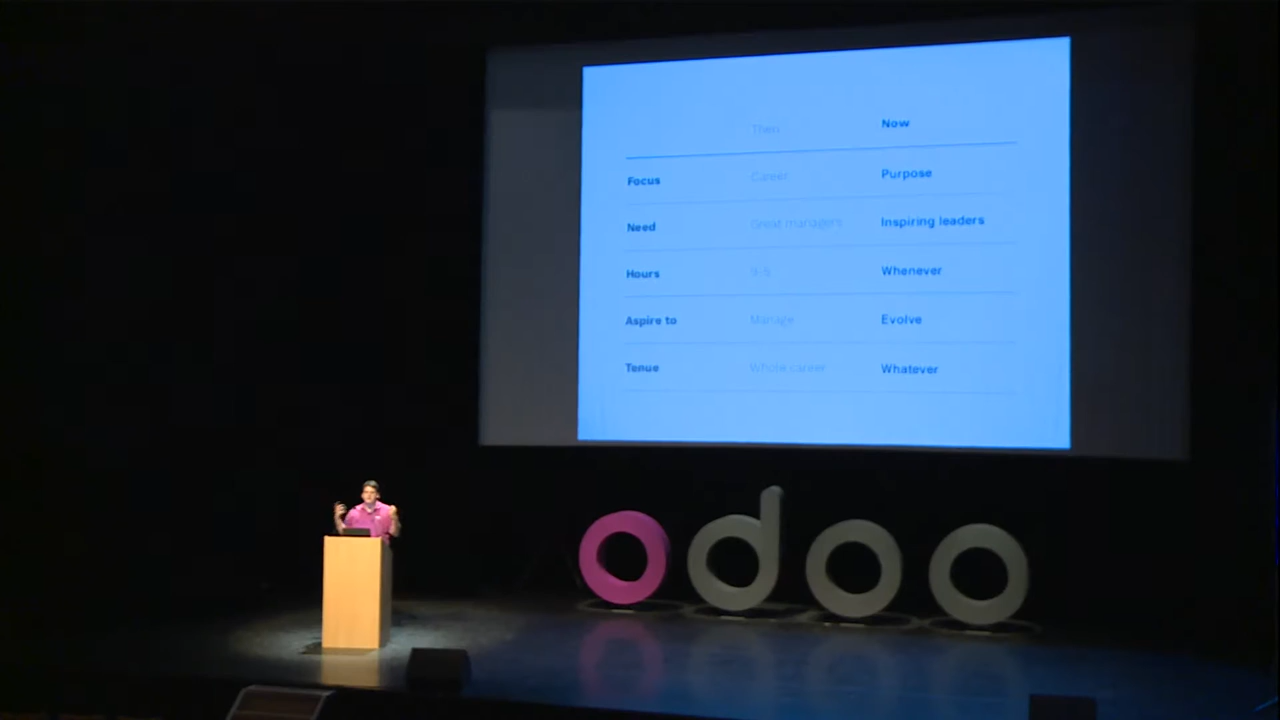 Then Now
Focus Career Purpose
Need Great managers Inspiring leaders
Hours 9-5 Whenever
Aspire to Manage Evolve
Tenue Whole career Whatever
odoo